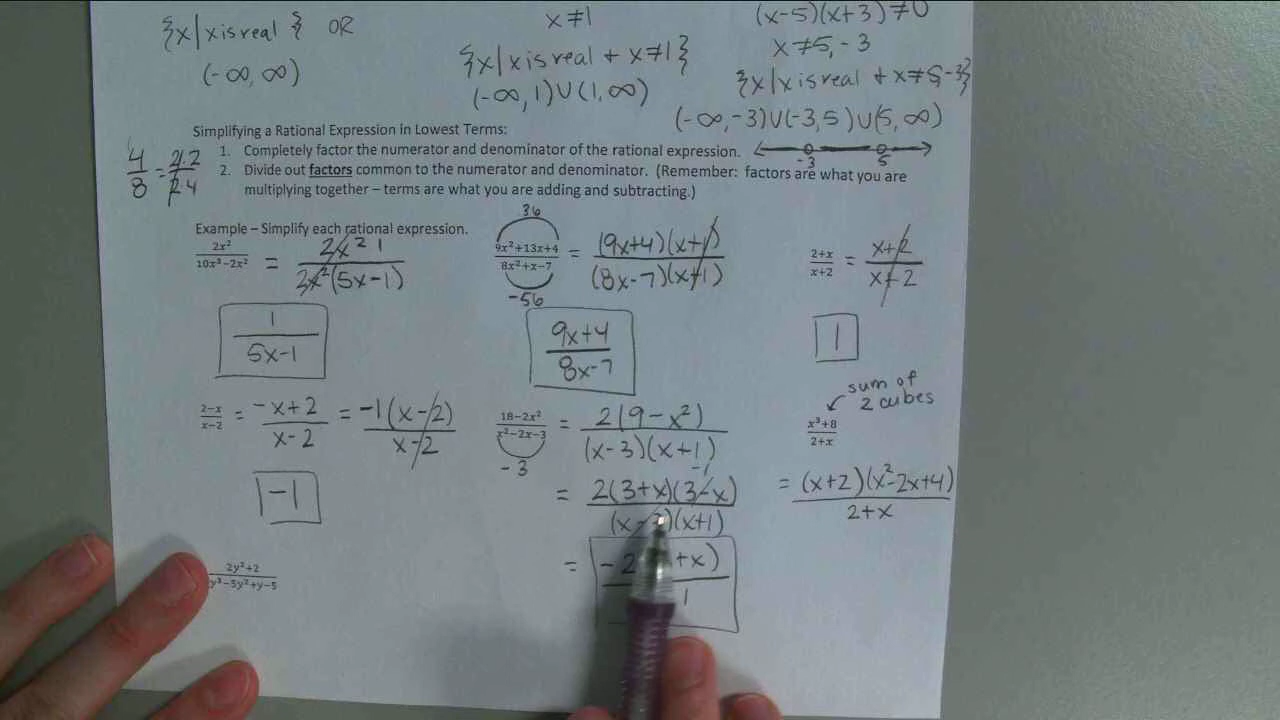 {x|x is real} OR
(-∞, ∞)
x≠1
{x|x is real + x≠1}
(-∞, 1)∪(1, ∞)
(x-5)(x+3)≠0
x≠5, -3
{x|x is real + x≠5,-3}
(-∞, -3)∪(-3, 5)∪(5, ∞)
-3 5
Simplifying a Rational Expression in Lowest Terms:
4/8 = 2·2/2·4
1. Completely factor the numerator and denominator of the rational expression.
2. Divide out factors common to the numerator and denominator. (Remember: factors are what you are
multiplying together – terms are what you are adding and subtracting.)
Example – Simplify each rational expression.
2x²/10x³-2x² = 2x² 1/2x²(5x-1)
1/5x-1
36
9x²+13x+4/8x²+x-7 = (9x+4)(x+1)/(8x-7)(x+1)
-56
9x+4/8x-7
2+x/x+2 = x+2/x+2
1
2-x/x-2 = -x+2/x-2 = -1(x-2)/x-2
-1
18-2x²/x²-2x-3 = 2(9-x²)/(x-3)(x+1)
-3
-1
= 2(3+x)(3-x)/(x-3)(x+1)
= -2 +x)/1
sum of
2 cubes
x³+8/2+x
= (x+2)(x²-2x+4)/2+x
2y²+2/y³-5y²+y-5